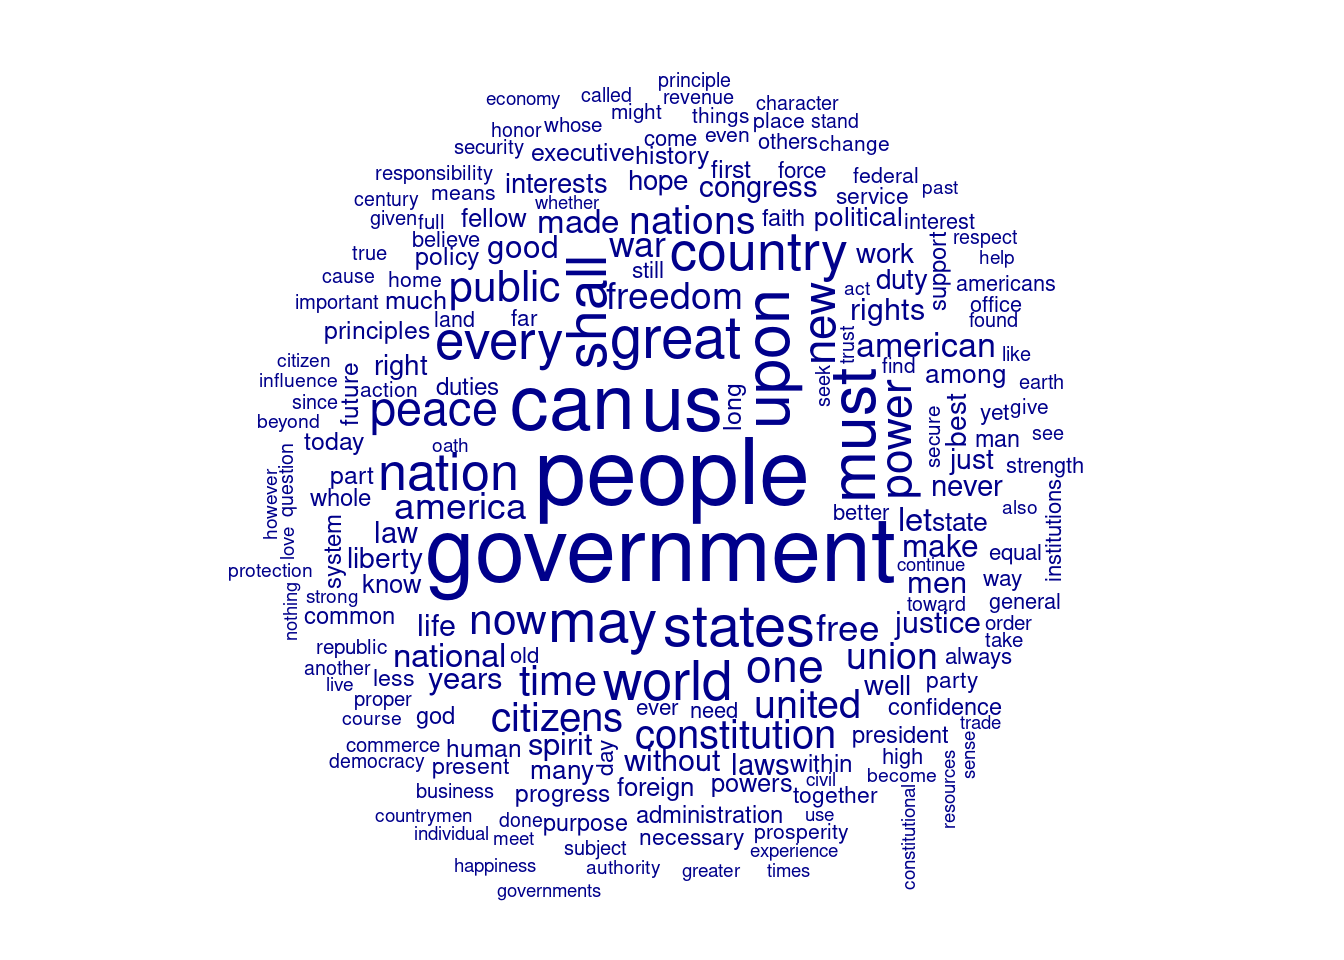 principle
economy called revenue character
might things place stand
honor whose come even others change
security executive history first force federal
responsibility interests hope congress service past
century means whether
given full fellow made nations faith political interest
believe good war country work support respect
true policy still help
cause home public shall freedom upon new act duty rights americans
important much office
land far found
principles every great trust american like
citizen right find among
influence future action duties can us long seek must power earth
since peace best yet give
beyond today oath secure man see
however question part nation people just strength
whole america better never also
love system law let state institutions
liberty government make equal
protection know continue men way
nothing strong toward general
common life now may states free justice order
republic national old union take
another always
live less years time world one well party
proper god citizens ever need united confidence
course constitution president trade
commerce human spirit day without laws within high sense
democracy present many become
business progress foreign powers civil together resources constitutional
countrymen done purpose administration use
individual meet necessary prosperity
subject experience
happiness authority greater times
governments